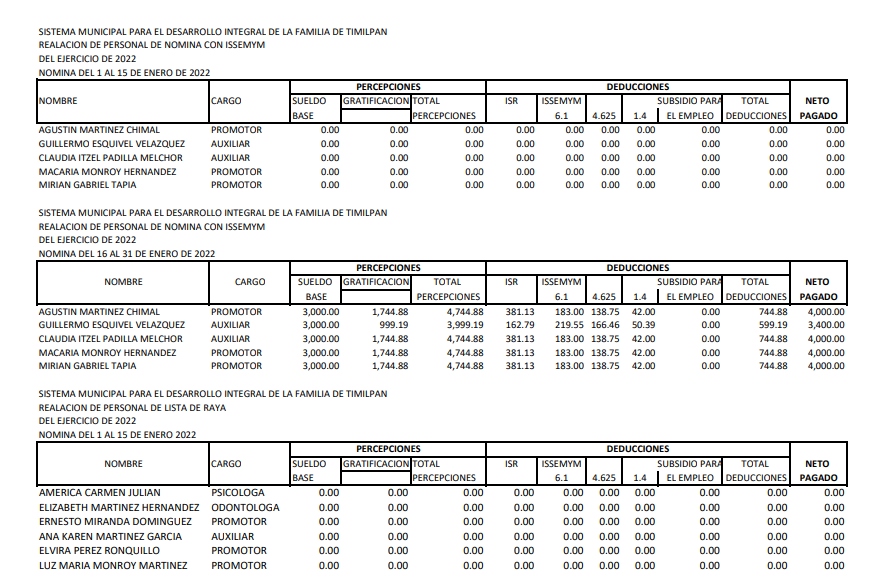 SISTEMA MUNICIPAL PARA EL DESARROLLO INTEGRAL DE LA FAMILIA DE TIMILPAN
REALACION DE PERSONAL DE NOMINA CON ISSEMYM
DEL EJERCICIO DE 2022
NOMINA DEL 1 AL 15 DE ENERO DE 2022
PERCEPCIONES DEDUCCIONES
NOMBRE CARGO SUELDO GRATIFICACION TOTAL ISR ISSEMYM SUBSIDIO PARA TOTAL NETO
BASE PERCEPCIONES 6.1 4.625 1.4 EL EMPLEO DEDUCCIONES PAGADO
AGUSTIN MARTINEZ CHIMAL PROMOTOR 0.00 0.00 0.00 0.00 0.00 0.00 0.00 0.00 0.00 0.00
GUILLERMO ESQUIVEL VELAZQUEZ AUXILIAR 0.00 0.00 0.00 0.00 0.00 0.00 0.00 0.00 0.00 0.00
CLAUDIA ITZEL PADILLA MELCHOR AUXILIAR 0.00 0.00 0.00 0.00 0.00 0.00 0.00 0.00 0.00 0.00
MACARIA MONROY HERNANDEZ PROMOTOR 0.00 0.00 0.00 0.00 0.00 0.00 0.00 0.00 0.00 0.00
MIRIAN GABRIEL TAPIA PROMOTOR 0.00 0.00 0.00 0.00 0.00 0.00 0.00 0.00 0.00 0.00
SISTEMA MUNICIPAL PARA EL DESARROLLO INTEGRAL DE LA FAMILIA DE TIMILPAN
REALACION DE PERSONAL DE NOMINA CON ISSEMYM
DEL EJERCICIO DE 2022
NOMINA DEL 16 AL 31 DE ENERO DE 2022
PERCEPCIONES DEDUCCIONES
NOMBRE CARGO SUELDO GRATIFICACION TOTAL ISR ISSEMYM SUBSIDIO PARA TOTAL NETO
BASE PERCEPCIONES 6.1 4.625 1.4 EL EMPLEO DEDUCCIONES PAGADO
AGUSTIN MARTINEZ CHIMAL PROMOTOR 3,000.00 1,744.88 4,744.88 381.13 183.00 138.75 42.00 0.00 744.88 4,000.00
GUILLERMO ESQUIVEL VELAZQUEZ AUXILIAR 3,000.00 999.19 3,999.19 162.79 219.55 166.46 50.39 0.00 599.19 3,400.00
CLAUDIA ITZEL PADILLA MELCHOR AUXILIAR 3,000.00 1,744.88 4,744.88 381.13 183.00 138.75 42.00 0.00 744.88 4,000.00
MACARIA MONROY HERNANDEZ PROMOTOR 3,000.00 1,744.88 4,744.88 381.13 183.00 138.75 42.00 0.00 744.88 4,000.00
MIRIAN GABRIEL TAPIA PROMOTOR 3,000.00 1,744.88 4,744.88 381.13 183.00 138.75 42.00 0.00 744.88 4,000.00
SISTEMA MUNICIPAL PARA EL DESARROLLO INTEGRAL DE LA FAMILIA DE TIMILPAN
REALACION DE PERSONAL DE LISTA DE RAYA
DEL EJERCICIO DE 2022
NOMINA DEL 1 AL 15 DE ENERO 2022
PERCEPCIONES DEDUCCIONES
NOMBRE CARGO SUELDO GRATIFICACION TOTAL ISR ISSEMYM SUBSIDIO PARA TOTAL NETO
BASE PERCEPCIONES 6.1 4.625 1.4 EL EMPLEO DEDUCCIONES PAGADO
AMERICA CARMEN JULIAN PSICOLOGA 0.00 0.00 0.00 0.00 0.00 0.00 0.00 0.00 0.00 0.00
ELIZABETH MARTINEZ HERNANDEZ ODONTOLOGA 0.00 0.00 0.00 0.00 0.00 0.00 0.00 0.00 0.00 0.00
ERNESTO MIRANDA DOMINGUEZ PROMOTOR 0.00 0.00 0.00 0.00 0.00 0.00 0.00 0.00 0.00 0.00
ANA KAREN MARTINEZ GARCIA AUXILIAR 0.00 0.00 0.00 0.00 0.00 0.00 0.00 0.00 0.00 0.00
ELVIRA PEREZ RONQUILLO PROMOTOR 0.00 0.00 0.00 0.00 0.00 0.00 0.00 0.00 0.00 0.00
LUZ MARIA MONROY MARTINEZ PROMOTOR 0.00 0.00 0.00 0.00 0.00 0.00 0.00 0.00 0.00 0.00